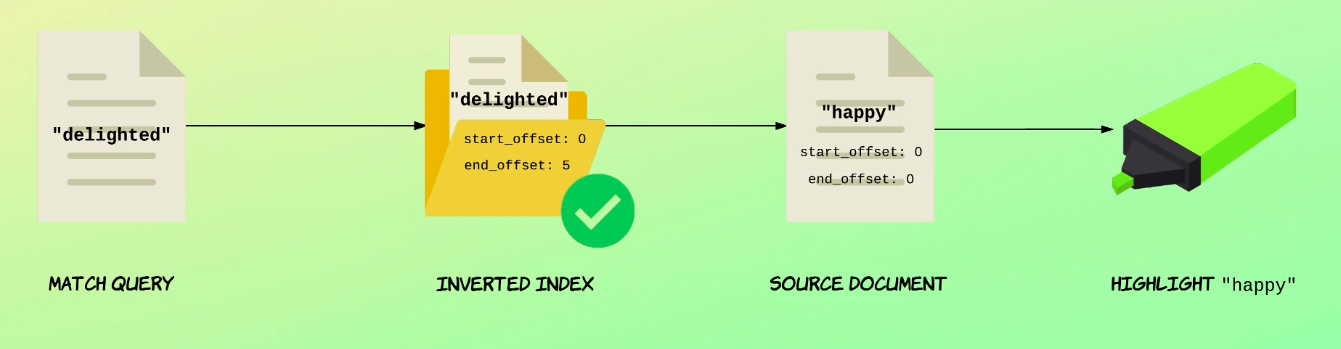 "delighted"
MATCH QUERY
"delighted"
start_offset: 0
end_offset: 5
INVERTED INDEX
"happy"
start_offset: 0
end_offset: 0
SOURCE DOCUMENT
HIGHLIGHT "happy"